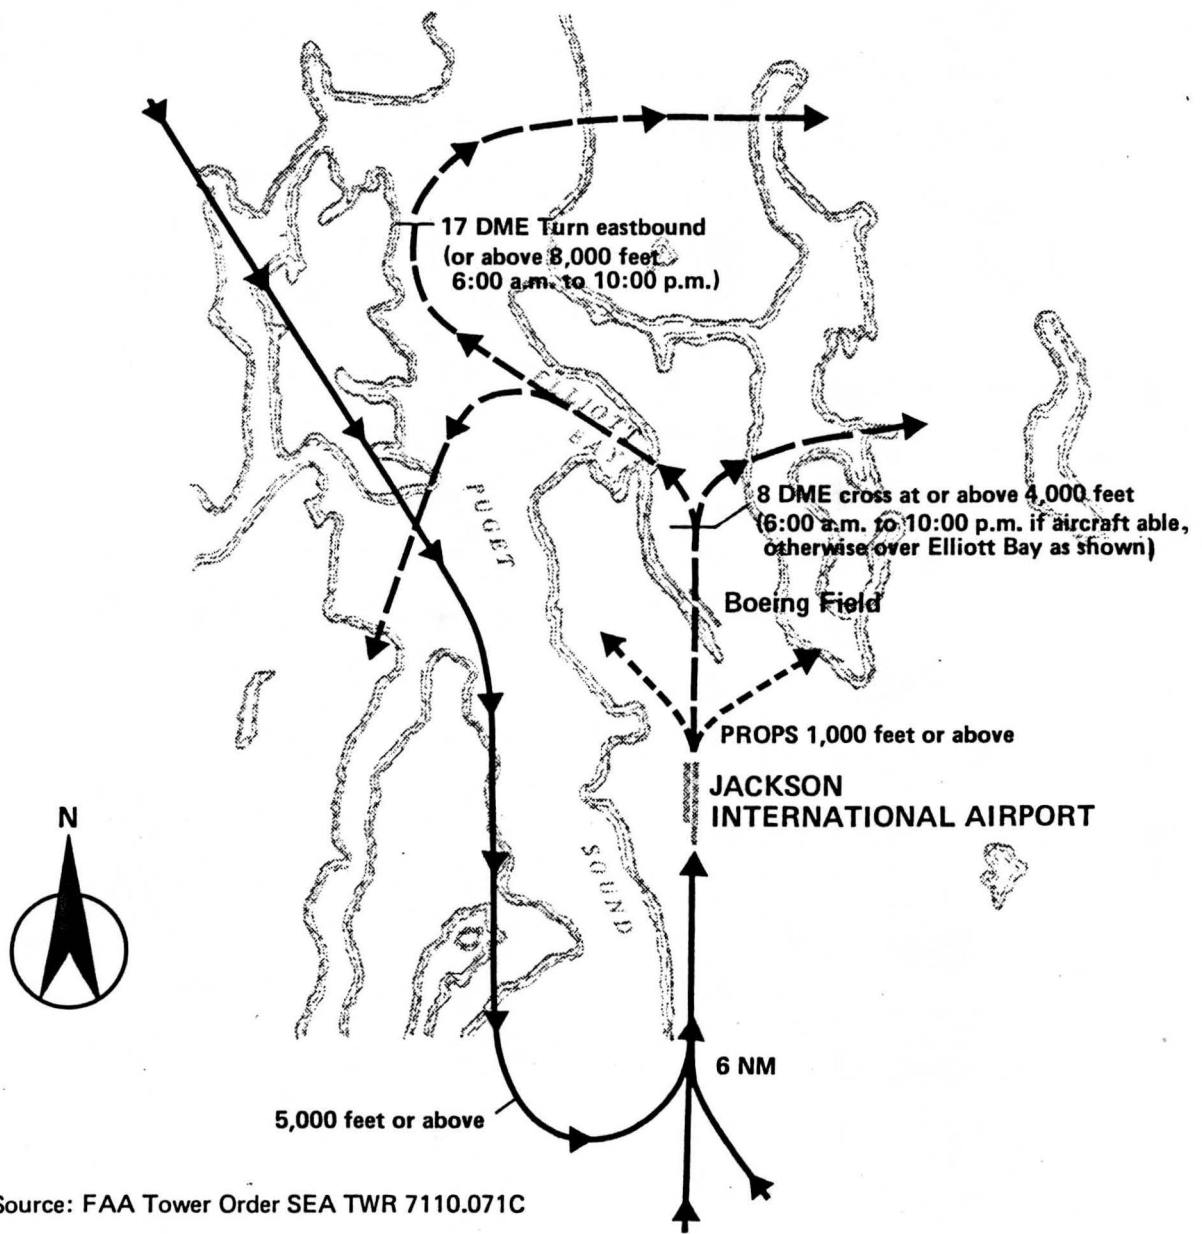 17 DME Turn eastbound
(or above 8,000 feet
6:00 a.m. to 10:00 p.m.)
ELLIOTT
BAY
PUGET
8 DME cross at or above 4,000 feet
(6:00 a.m. to 10:00 p.m. if aircraft able,
otherwise over Elliott Bay as shown)
Boeing Field
PROPS 1,000 feet or above
JACKSON
INTERNATIONAL AIRPORT
N
SOUND
6 NM
5,000 feet or above
Source: FAA Tower Order SEA TWR 7110.071C